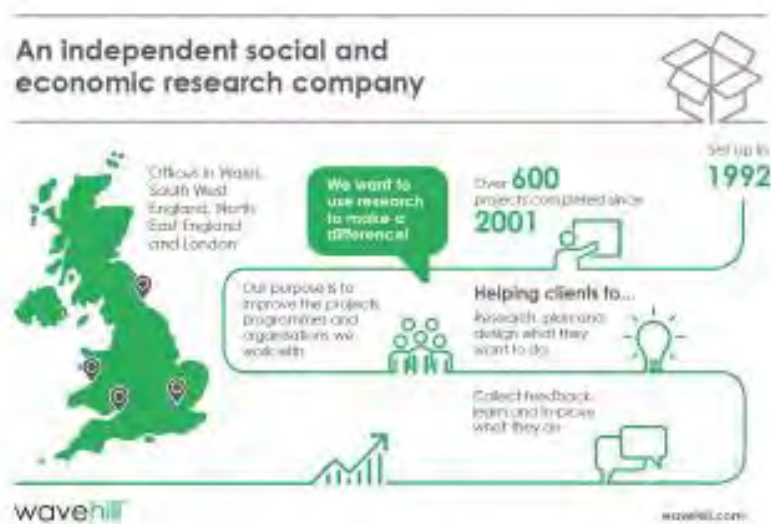 An independent social and
economic research company
Offices in Wales,
South West
England, North
East England
and London
We want to
use research
to make a
difference!
Over 600
projects completed since
2001
Set up in
1992
Our purpose is to
improve the projects,
programmes and
organisations we
work with
Helping clients to...
Research, plan and
design what they
want to do
Collect feedback,
learn and improve
what they do
wavehill
wavehill.com